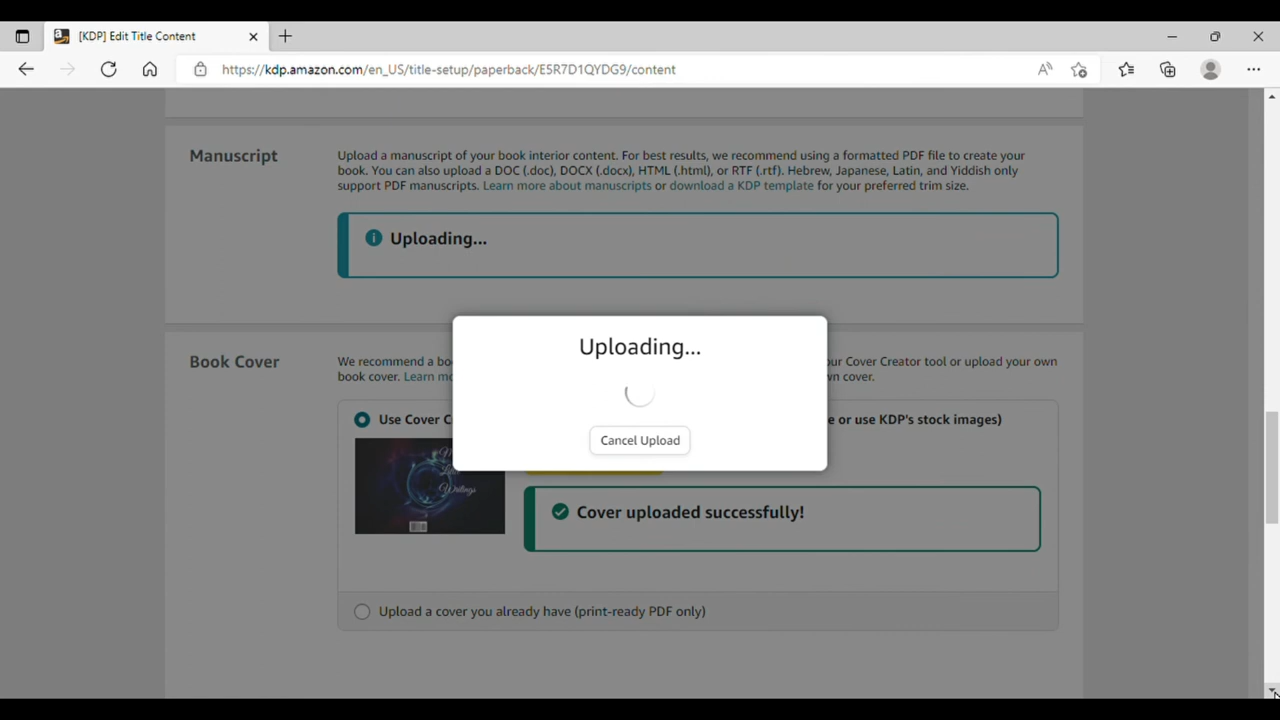 [KDP] Edit Title Content
https://kdp.amazon.com/en_US/title-setup/paperback/E5R7D1QYDG9/content
Manuscript
Upload a manuscript of your book interior content. For best results, we recommend using a formatted PDF file to create your
book. You can also upload a DOC (.doc), DOCX (.docx), HTML (.html), or RTF (.rtf). Hebrew, Japanese, Latin, and Yiddish only
support PDF manuscripts. Learn more about manuscripts or download a KDP template for your preferred trim size.
Uploading...
Uploading...
Cancel Upload
Book Cover
We recommend a bo
ur Cover Creator tool or upload your own
book cover. Learn mo
wn cover.
Use Cover C
e or use KDP's stock images)
Writings
Cover uploaded successfully!
Upload a cover you already have (print-ready PDF only)